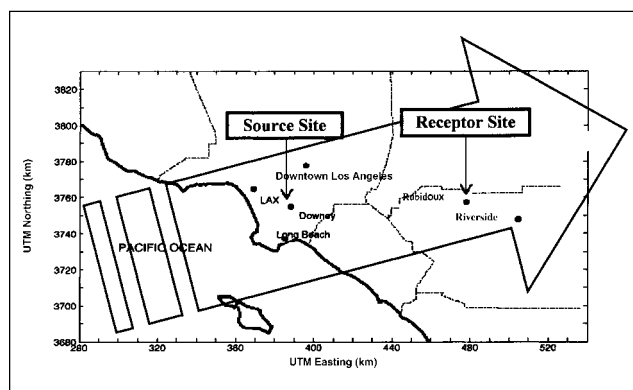 3820
3800
3780
3760
3740
3720
3700
3680
UTM Northing (km)
Source Site
Receptor Site
Downtown Los Angeles
LAX
Downey
Long Beach
Rubidoux
Riverside
PACIFIC OCEAN
280 320 360 400 440 480 520
UTM Easting (km)